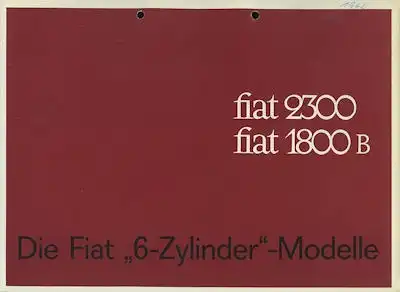 fiat 2300
fiat 1800 B
Die Fiat „6-Zylinder“-Modelle